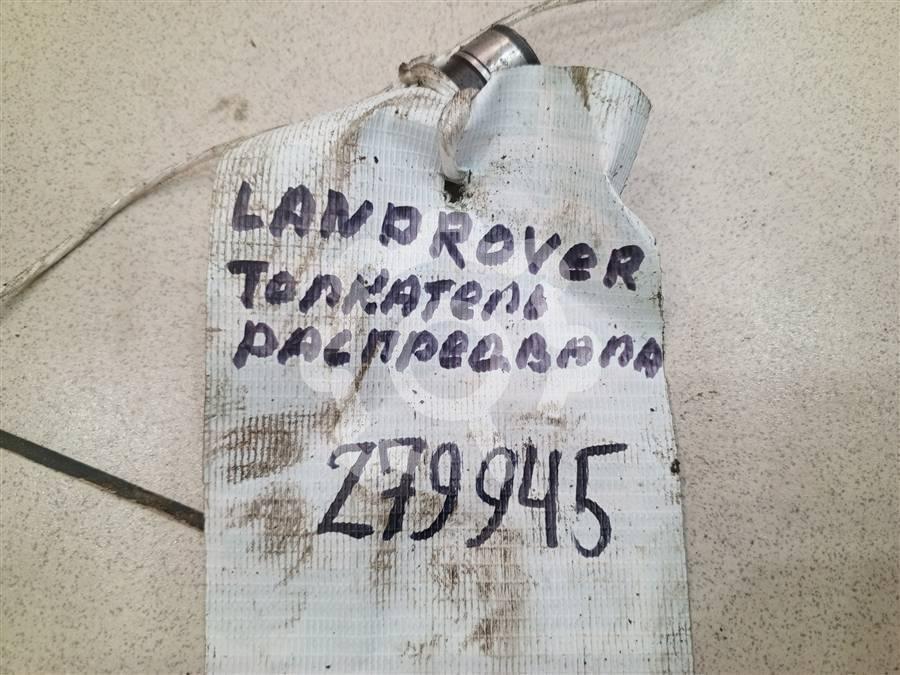 LANDROVER
Толкатель
распредвала
279945